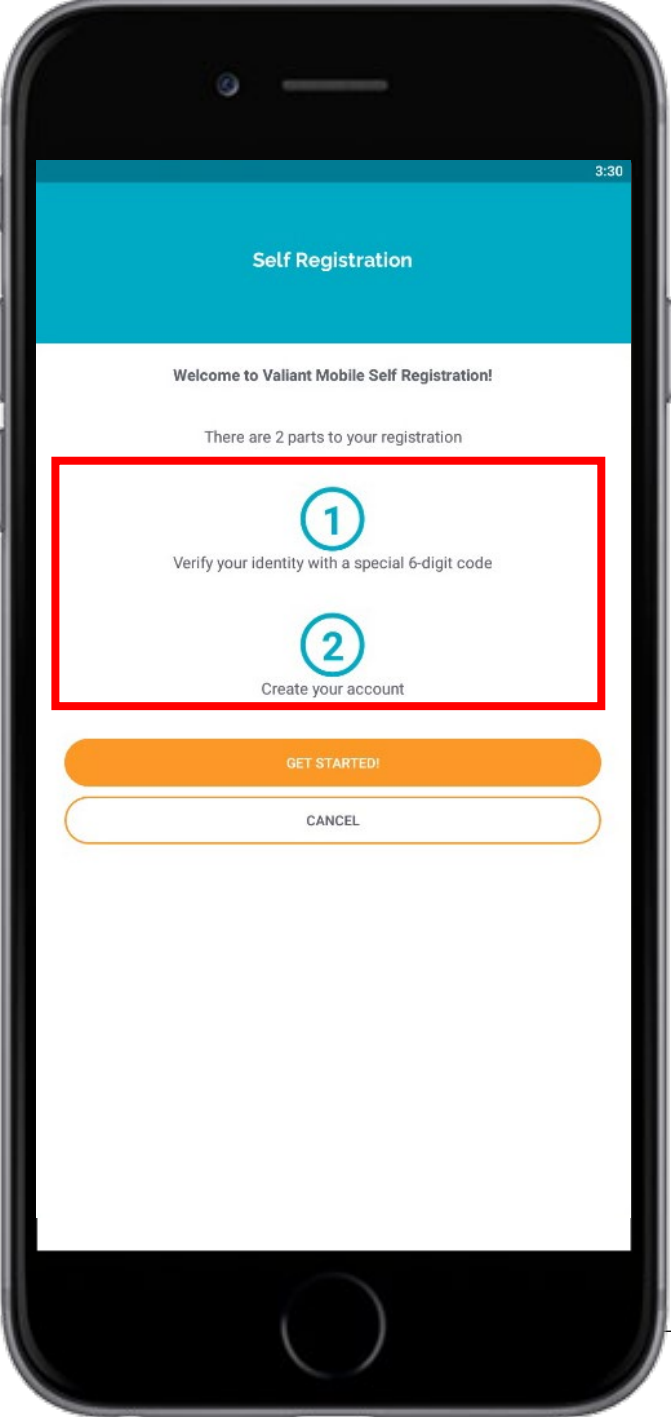 3:30
Self Registration
Welcome to Valiant Mobile Self Registration!
There are 2 parts to your registration
1
Verify your identity with a special 6-digit code
2
Create your account
GET STARTED!
CANCEL